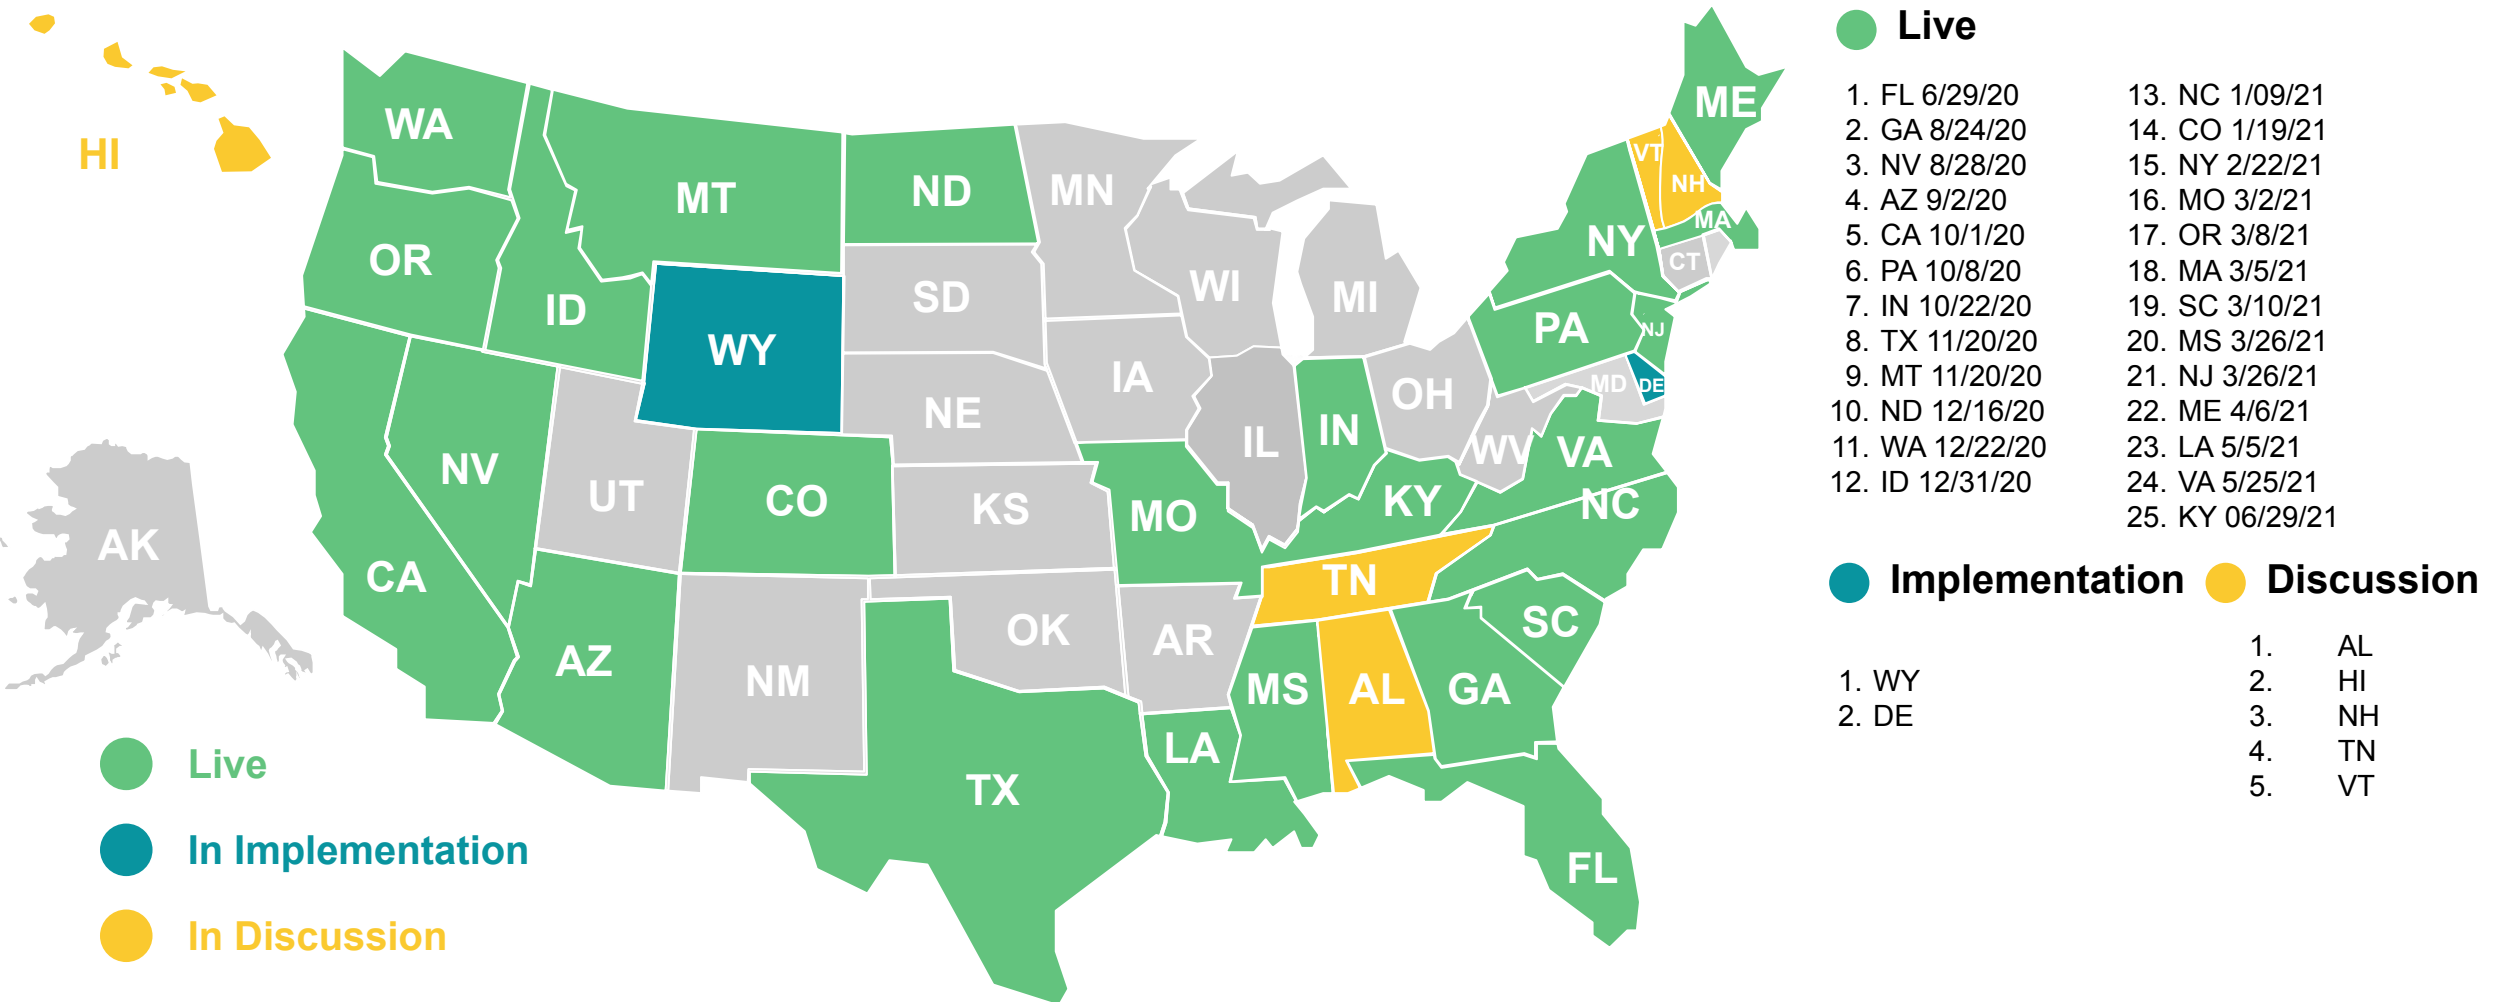 HI
WA
OR
ID
MT
ND
MN
SD
WY
WI
MI
ME
VT
NH
MA
NY
CT
PA
NJ
MD
DE
IA
NE
OH
IL
IN
WV
VA
NV
UT
CO
KS
MO
KY
NC
AK
CA
AZ
NM
OK
AR
TN
SC
MS
AL
GA
LA
TX
FL
Live
In Implementation
In Discussion
Live
1. FL 6/29/20
2. GA 8/24/20
3. NV 8/28/20
4. AZ 9/2/20
5. CA 10/1/20
6. PA 10/8/20
7. IN 10/22/20
8. TX 11/20/20
9. MT 11/20/20
10. ND 12/16/20
11. WA 12/22/20
12. ID 12/31/20
13. NC 1/09/21
14. CO 1/19/21
15. NY 2/22/21
16. MO 3/2/21
17. OR 3/8/21
18. MA 3/5/21
19. SC 3/10/21
20. MS 3/26/21
21. NJ 3/26/21
22. ME 4/6/21
23. LA 5/5/21
24. VA 5/25/21
25. KY 06/29/21
Implementation
1. WY
2. DE
Discussion
1. AL
2. HI
3. NH
4. TN
5. VT